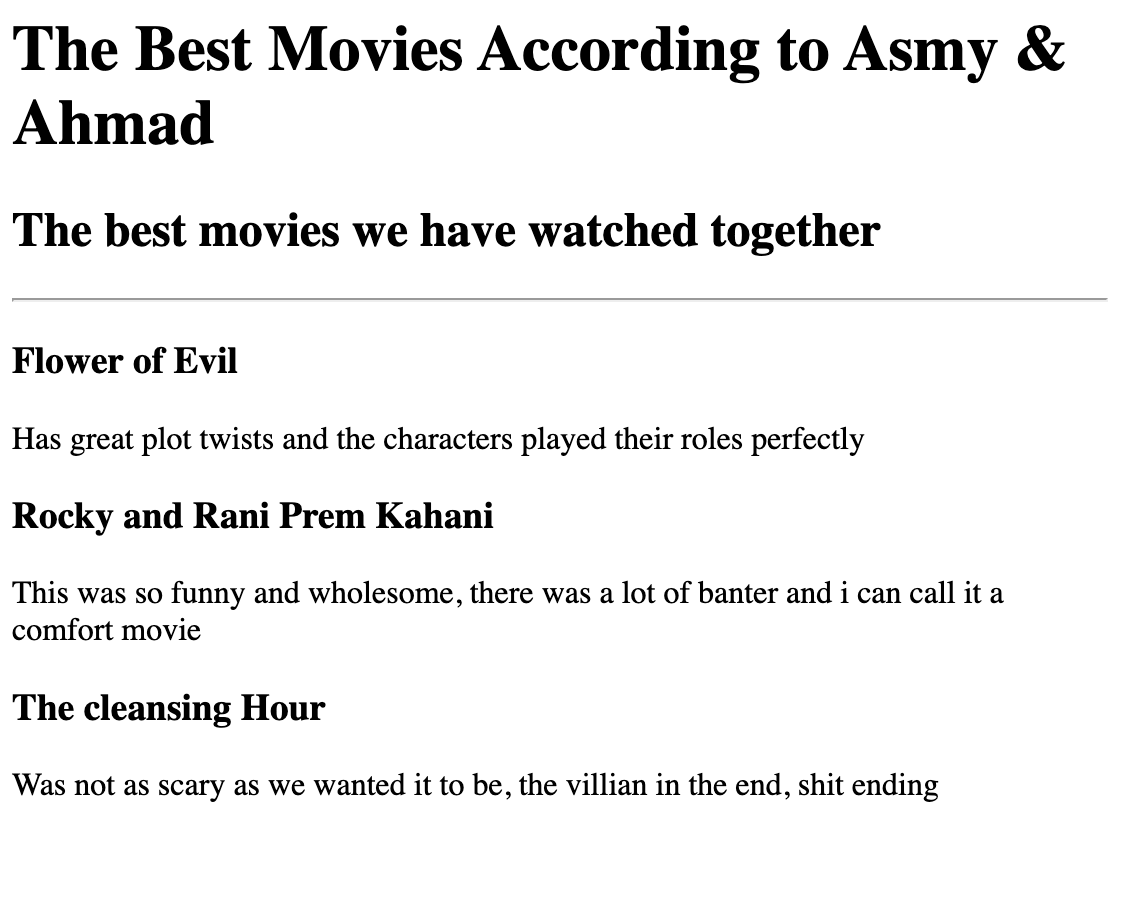 The Best Movies According to Asmy &
Ahmad
The best movies we have watched together
Flower of Evil
Has great plot twists and the characters played their roles perfectly
Rocky and Rani Prem Kahani
This was so funny and wholesome, there was a lot of banter and i can call it a
comfort movie
The cleansing Hour
Was not as scary as we wanted it to be, the villian in the end, shit ending